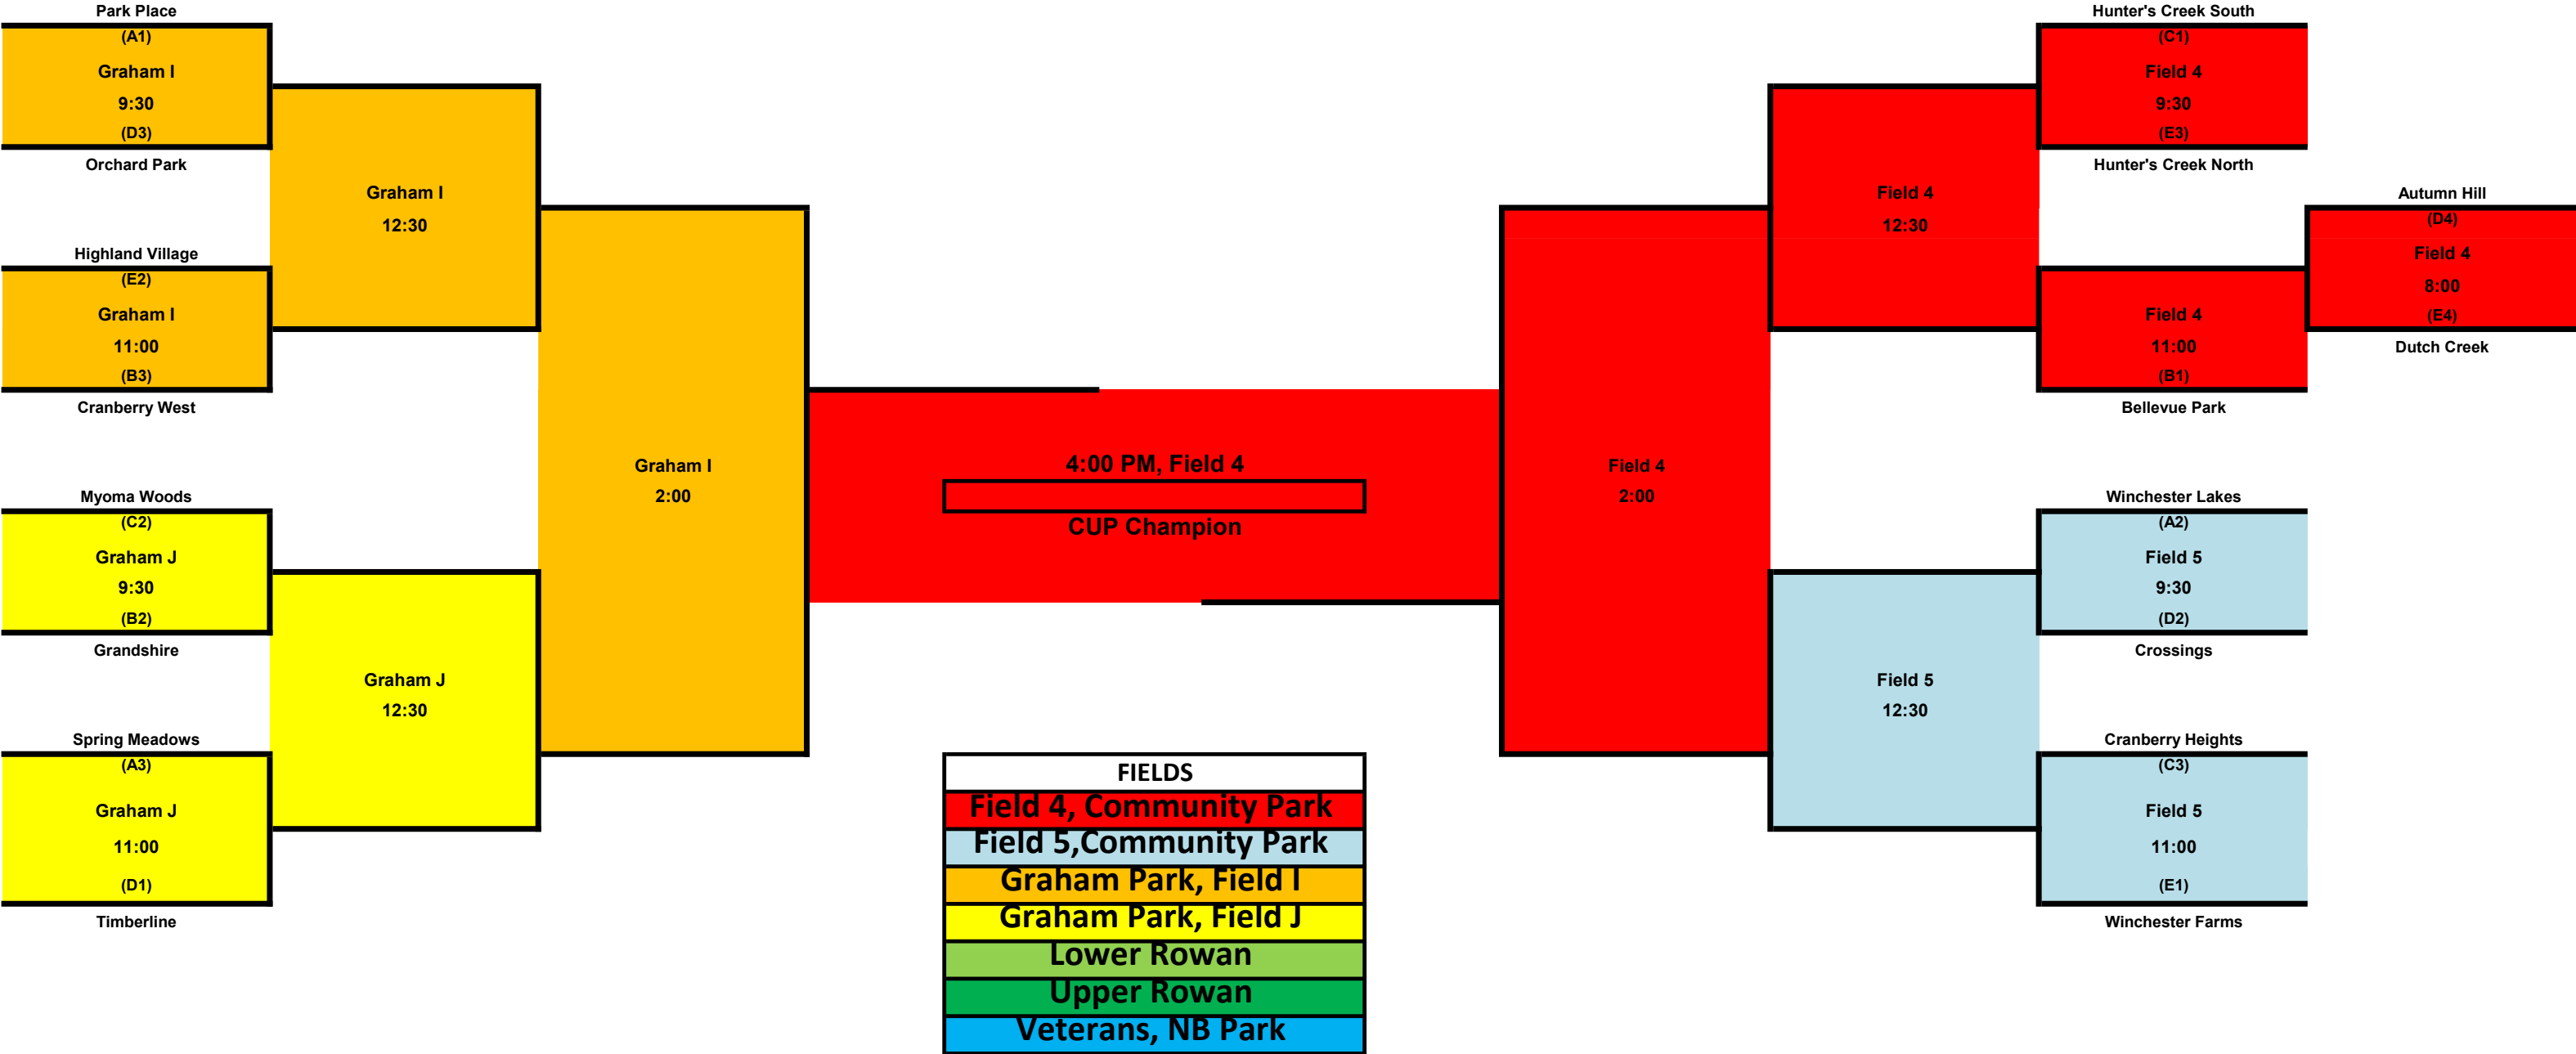 Park Place
(A1)
Graham I
9:30
(D3)
Orchard Park
Highland Village
(E2)
Graham I
11:00
(B3)
Cranberry West
Myoma Woods
(C2)
Graham J
9:30
(B2)
Grandshire
Spring Meadows
(A3)
Graham J
11:00
(D1)
Timberline
Graham I
12:30
Graham J
12:30
Graham I
2:00
4:00 PM, Field 4
CUP Champion
FIELDS
Field 4, Community Park
Field 5,Community Park
Graham Park, Field I
Graham Park, Field J
Lower Rowan
Upper Rowan
Veterans, NB Park
Field 4
2:00
Field 4
12:30
Field 5
12:30
Hunter's Creek South
(C1)
Field 4
9:30
(E3)
Hunter's Creek North
Field 4
11:00
(B1)
Bellevue Park
Winchester Lakes
(A2)
Field 5
9:30
(D2)
Crossings
Cranberry Heights
(C3)
Field 5
11:00
(E1)
Winchester Farms
Autumn Hill
(D4)
Field 4
8:00
(E4)
Dutch Creek